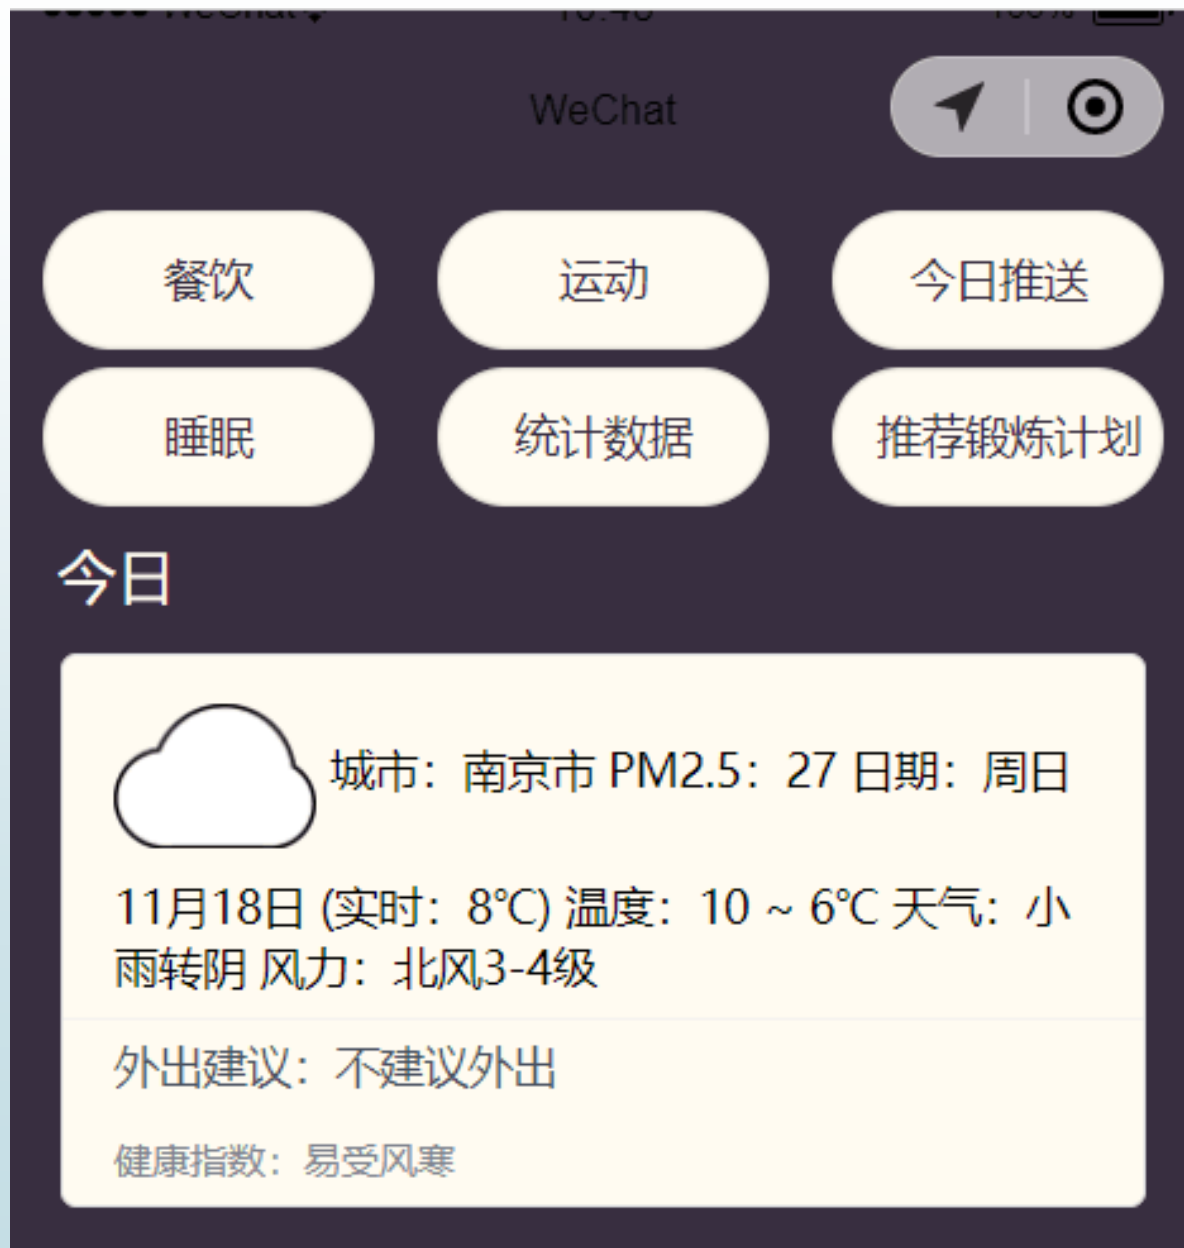 WeChat
餐饮 运动 今日推送
睡眠 统计数据 推荐锻炼计划
今日
城市：南京市 PM2.5：27 日期：周日
11月18日 (实时：8℃) 温度：10 ~ 6℃ 天气：小
雨转阴 风力：北风3-4级
外出建议：不建议外出
健康指数：易受风寒